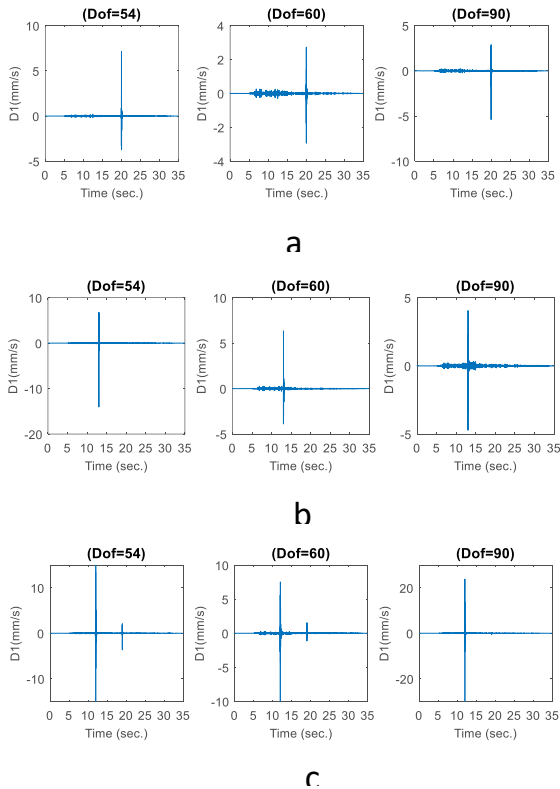 (Dof=54) (Dof=60) (Dof=90)
D1(mm/s) 10 5 0 -5
D1(mm/s) 4 2 0 -2 -4
D1(mm/s) 5 0 -5 -10
0 5 10 15 20 25 30 35 0 5 10 15 20 25 30 35 0 5 10 15 20 25 30 35
Time (sec.) Time (sec.) Time (sec.)
a
(Dof=54) (Dof=60) (Dof=90)
D1(mm/s) 10 0 -10 -20
D1(mm/s) 10 5 0 -5
D1(mm/s) 5 0 -5
0 5 10 15 20 25 30 35 0 5 10 15 20 25 30 35 0 5 10 15 20 25 30 35
Time (sec.) Time (sec.) Time (sec.)
b
(Dof=54) (Dof=60) (Dof=90)
D1(mm/s) 10 0 -10
D1(mm/s) 10 5 0 -5 -10
D1(mm/s) 20 0 -20
0 5 10 15 20 25 30 35 0 5 10 15 20 25 30 35 0 5 10 15 20 25 30 35
Time (sec.) Time (sec.) Time (sec.)
c